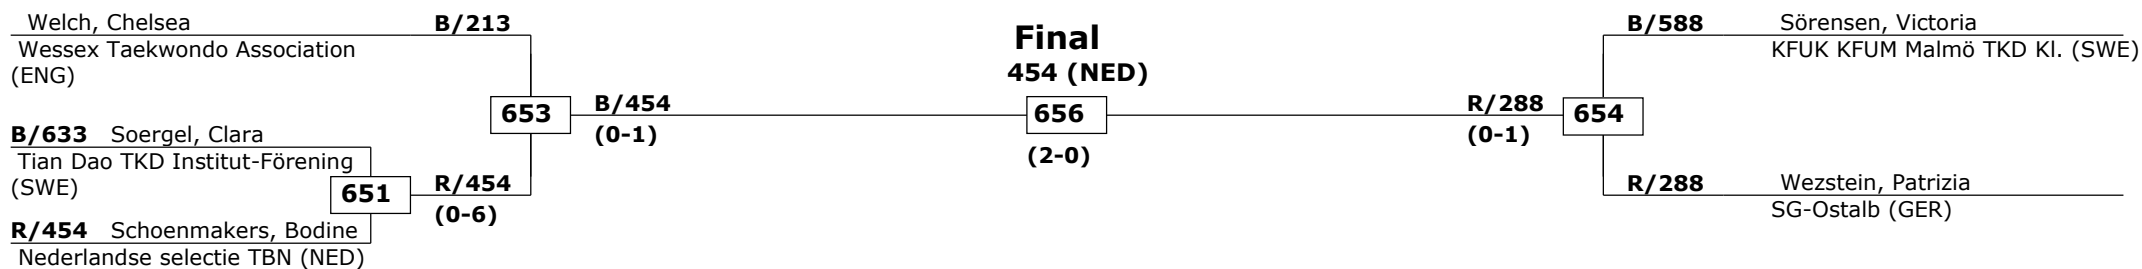 Welch, Chelsea
B/213
Wessex Taekwondo Association
(ENG)
B/633 Soergel, Clara
Tian Dao TKD Institut-Förening
(SWE)
651
R/454 Schoenmakers, Bodine
Nederlandse selectie TBN (NED)
R/454
(0-6)
653
B/454
(0-1)
Final
454 (NED)
656
(2-0)
R/288
(0-1)
654
B/588 Sörensen, Victoria
KFUK KFUM Malmö TKD Kl. (SWE)
R/288 Wezstein, Patrizia
SG-Ostalb (GER)